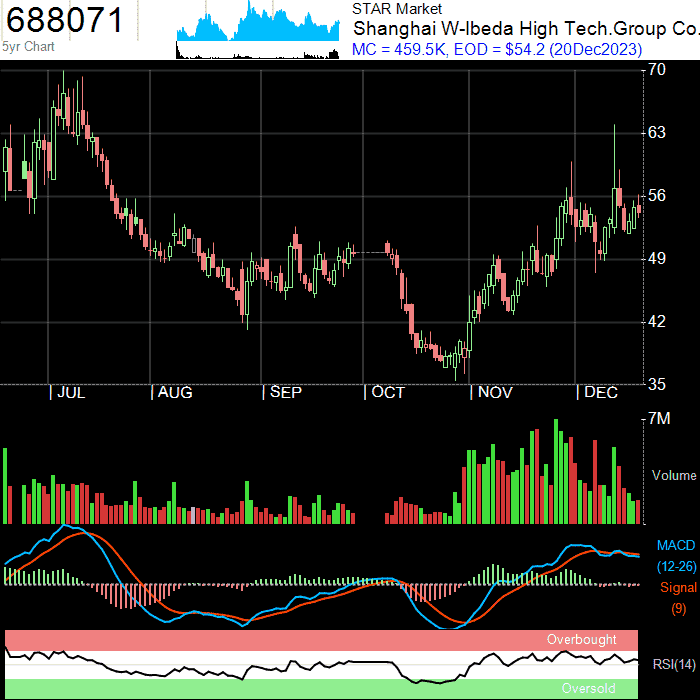 688071
5yr Chart
STAR Market
Shanghai W-Ibeda High Tech.Group Co.
MC = 459.5K, EOD = $54.2 (20Dec2023)
70
63
56
49
42
35
JUL AUG SEP OCT NOV DEC
7M
Volume
MACD
(12-26)
Signal
(9)
Overbought
RSI(14)
Oversold